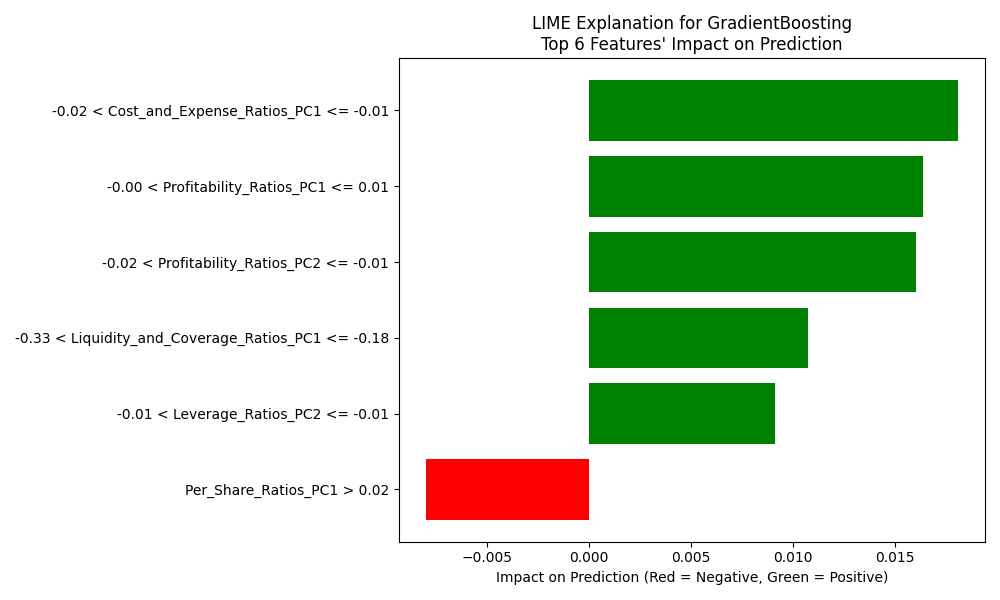 LIME Explanation for GradientBoosting
Top 6 Features' Impact on Prediction
-0.02 < Cost_and_Expense_Ratios_PC1 <= -0.01
-0.00 < Profitability_Ratios_PC1 <= 0.01
-0.02 < Profitability_Ratios_PC2 <= -0.01
-0.33 < Liquidity_and_Coverage_Ratios_PC1 <= -0.18
-0.01 < Leverage_Ratios_PC2 <= -0.01
Per_Share_Ratios_PC1 > 0.02
−0.005 0.000 0.005 0.010 0.015
Impact on Prediction (Red = Negative, Green = Positive)